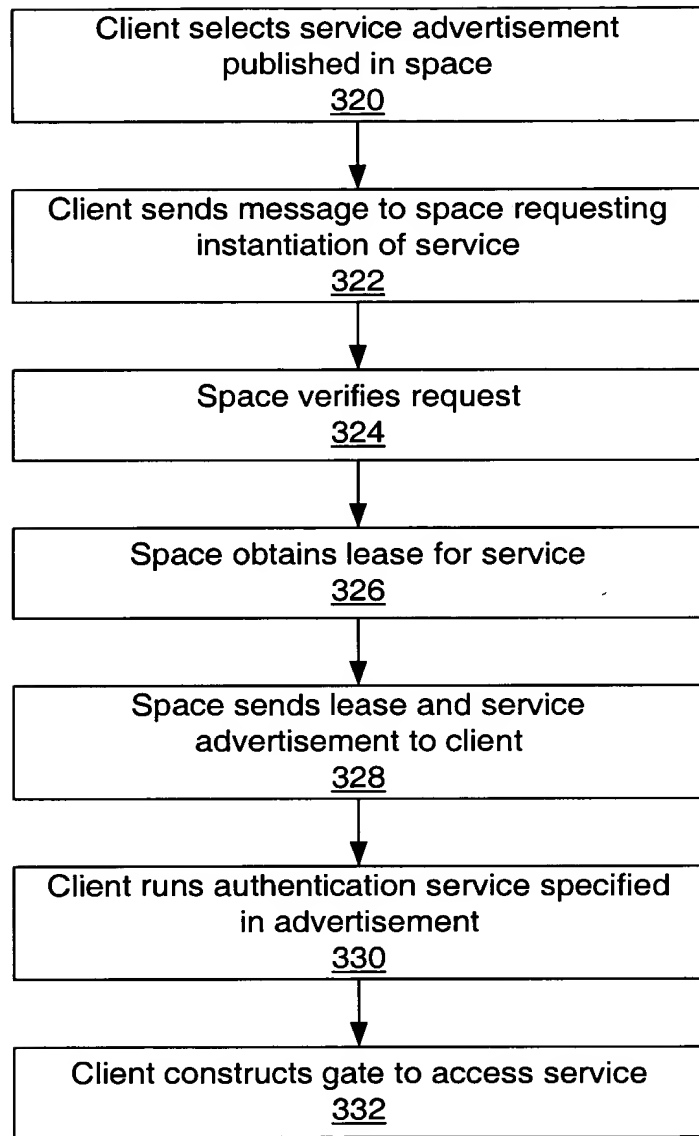 Client selects service advertisement
published in space
320
Client sends message to space requesting
instantiation of service
322
Space verifies request
324
Space obtains lease for service
326
Space sends lease and service
advertisement to client
328
Client runs authentication service specified
in advertisement
330
Client constructs gate to access service
332